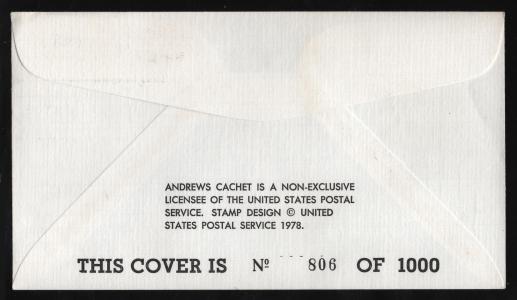 ANDREWS CACHET IS A NON-EXCLUSIVE
LICENSEE OF THE UNITED STATES POSTAL
SERVICE. STAMP DESIGN © UNITED
STATES POSTAL SERVICE 1978.
THIS COVER IS Nº ---806 OF 1000